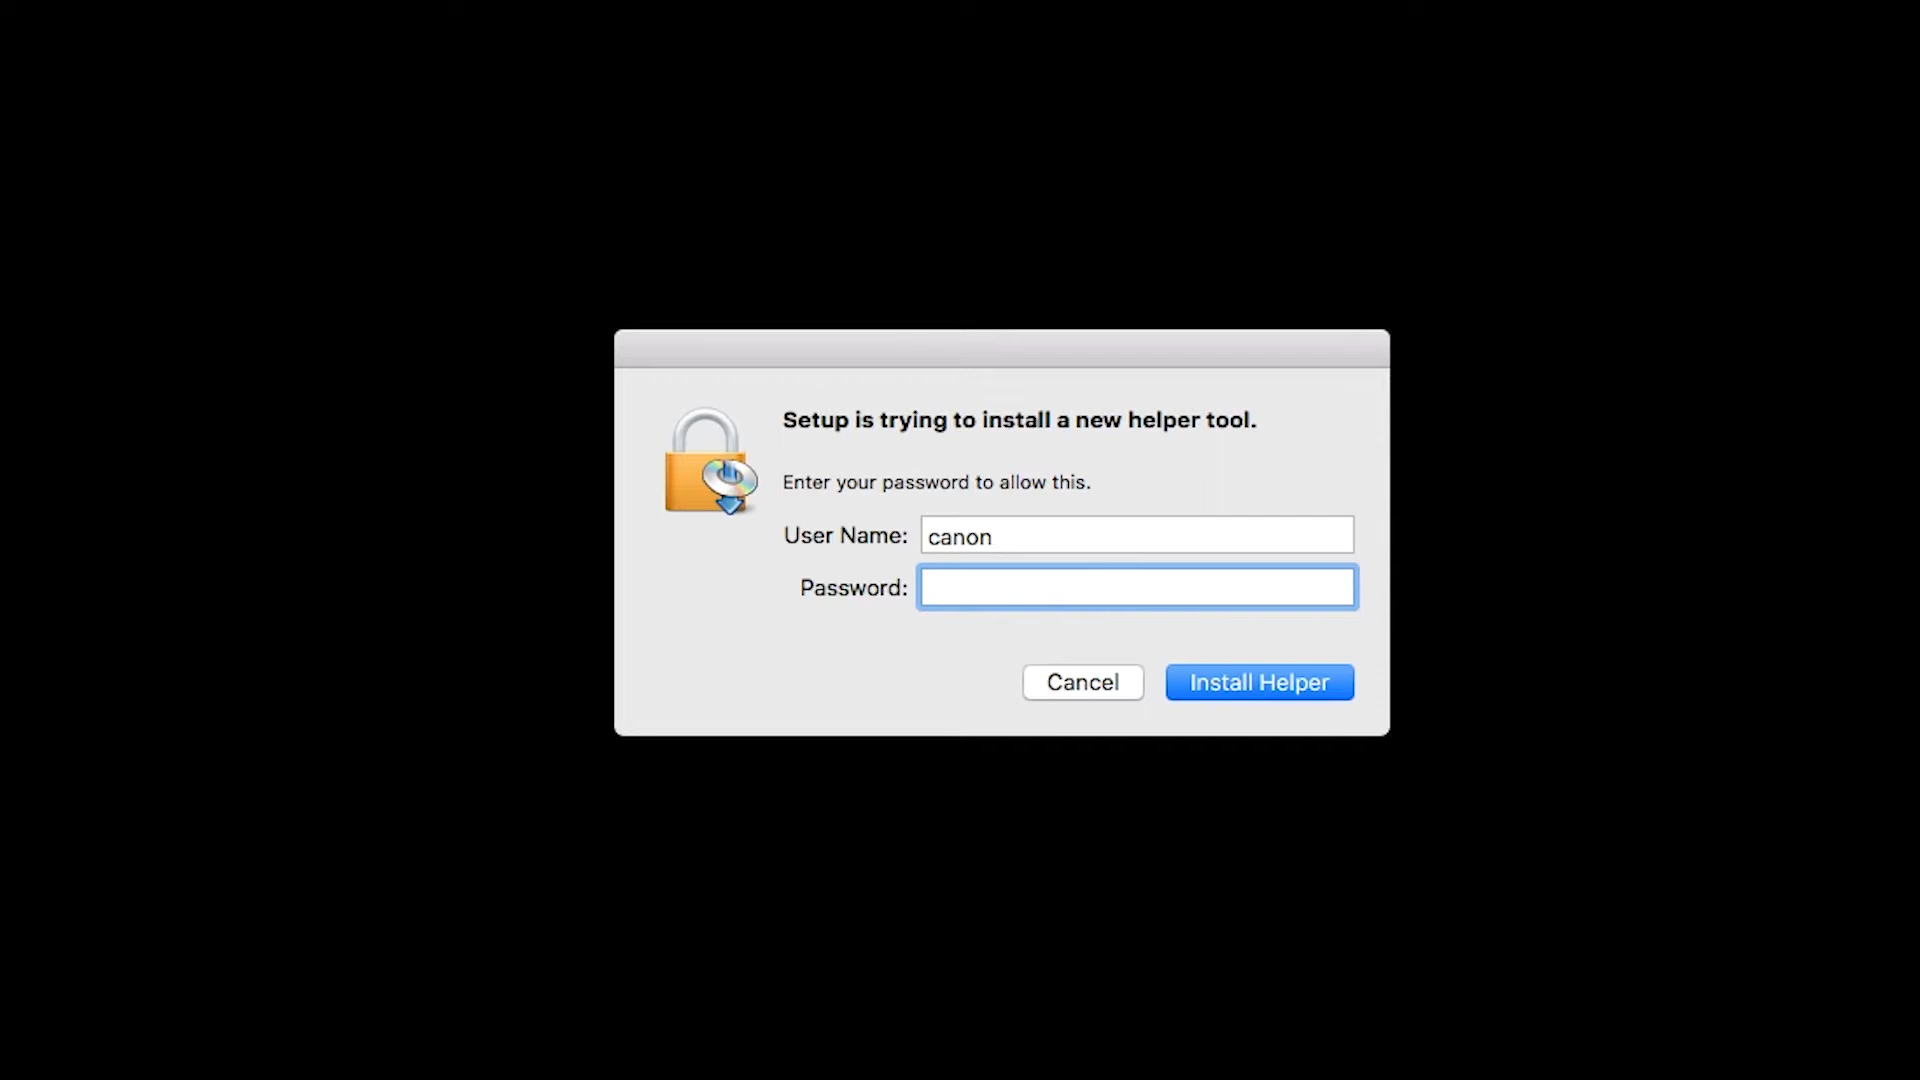 Setup is trying to install a new helper tool.
Enter your password to allow this.
User Name: canon
Password:
Cancel Install Helper